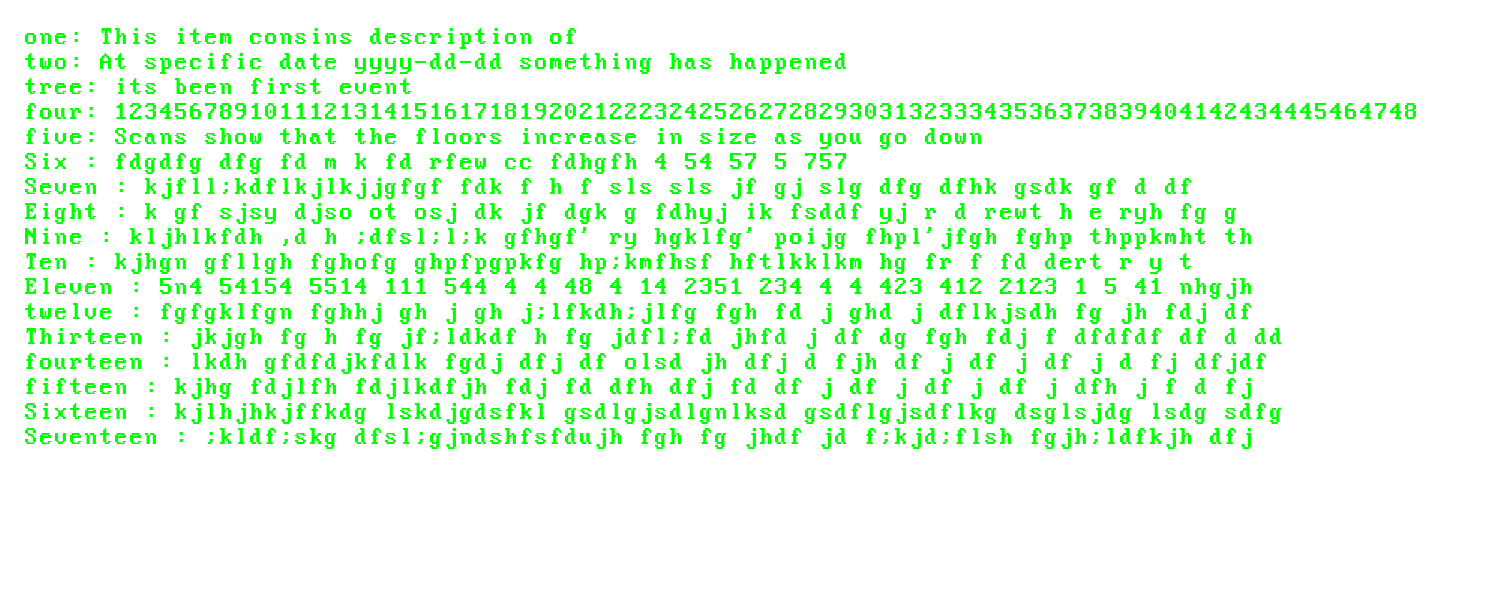 one: This item consins description of
two: At specific date yyyy-dd-dd something has happened
tree: its been first event
four: 123456789101112131415161718192021222324252627282930313233343536373839404142434445464748
five: Scans show that the floors increase in size as you go down
Six : fdgdfg dfg fd m k fd rfew cc fdhgfh 4 54 57 5 757
Seven : kjfll;kdflkjlkjjgfgf fdk f h f sls sls jf gj slg dfg dfhk gsdk gf d df
Eight : k gf sjsy djso ot osj dk jf dgk g fdhyj ik fsddf yj r d rewt h e ryh fg g
Nine : kljhlkfdh ,d h ;dfsl;l;k gfhgf' ry hgklfg' poijg fhpl'jfgh fghp thppkmht th
Ten : kjhgn gfllgh fghofg ghpfpgpkfg hp;kmfhsf hftlkklkm hg fr f fd dert r y t
Eleven : 5n4 54154 5514 111 544 4 4 48 4 14 2351 234 4 4 423 412 2123 1 5 41 nhgjh
twelve : fgfgklfgn fghhj gh j gh j;lfkdh;jlfg fgh fd j ghd j dflkjsdh fg jh fdj df
Thirteen : jkjgh fg h fg jf;ldkdf h fg jdfl;fd jhfd j df dg fgh fdj f dfdfdf df d dd
fourteen : lkdh gfdfdjkfdlk fgdj dfj df olsd jh dfj d fjh df j df j df j d fj dfjdf
fifteen : kjhg fdjlfh fdjlkdfjh fdj fd dfh dfj fd df j df j df j df j dfh j f d fj
Sixteen : kjlhjhkjffkdg lskdjgdsfkl gsdlgjsdlgnlksd gsdflgjsdflkg dsglsjdg lsdg sdfg
Seventeen : ;kldf;skg dfsl;gjndshfsfdujh fgh fg jhdf jd f;kjd;flsh fgjh;ldfkjh dfj